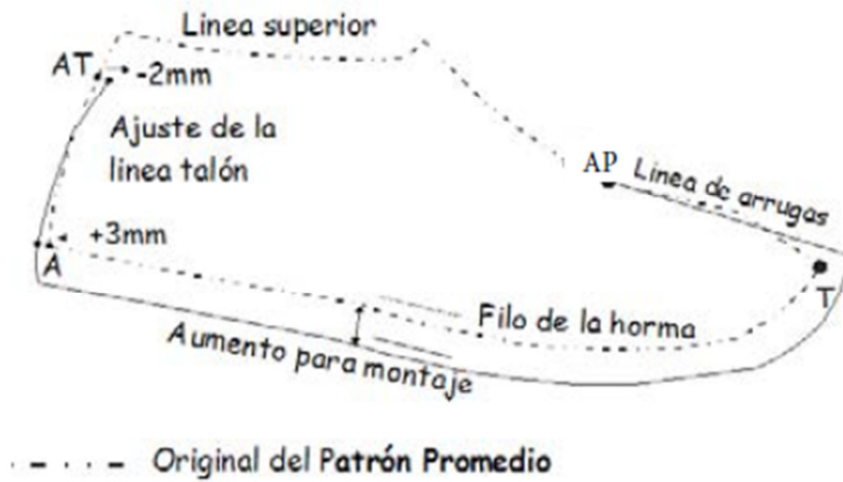 Linea superior
AT
-2mm
Ajuste de la
linea talón
AP
Linea de arrugas
+3mm
A
T
Filo de la horma
Aumento para montaje
Original del Patrón Promedio